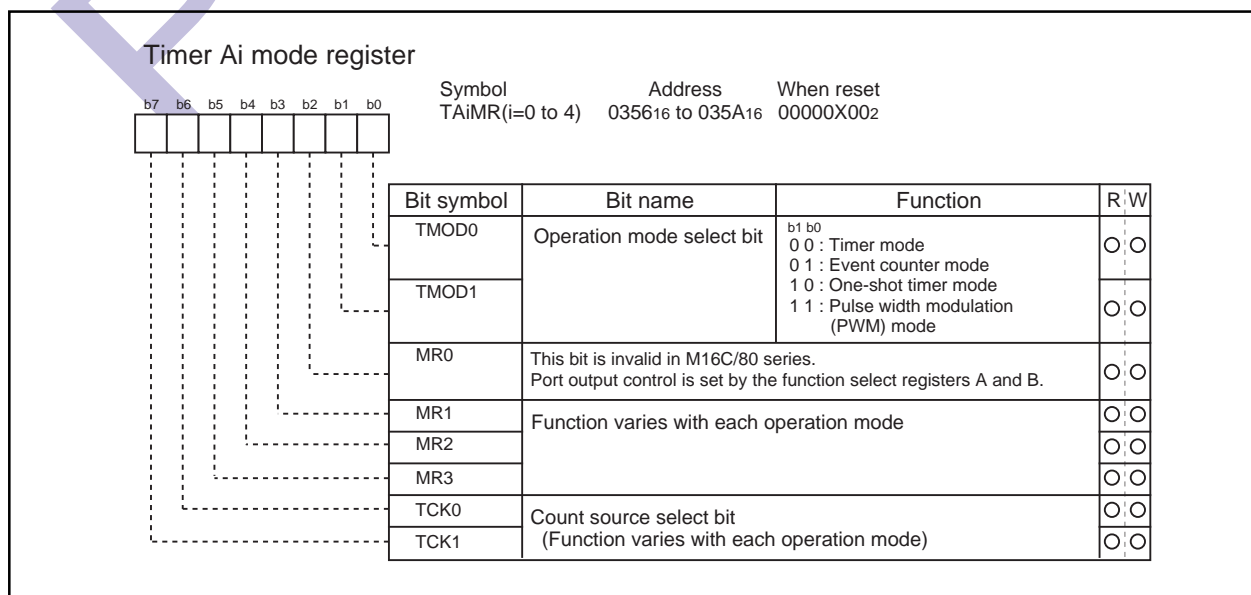 Timer Ai mode register
Symbol Address When reset
TAiMR(i=0 to 4) 035616 to 035A16 00000X002
b7 b6 b5 b4 b3 b2 b1 b0
Bit symbol Bit name Function R W
TMOD0 Operation mode select bit
b1 b0
0 0 : Timer mode
0 1 : Event counter mode
TMOD1
1 0 : One-shot timer mode
1 1 : Pulse width modulation
(PWM) mode
MR0 This bit is invalid in M16C/80 series.
Port output control is set by the function select registers A and B.
MR1 Function varies with each operation mode
MR2
MR3
TCK0 Count source select bit
(Function varies with each operation mode)
TCK1